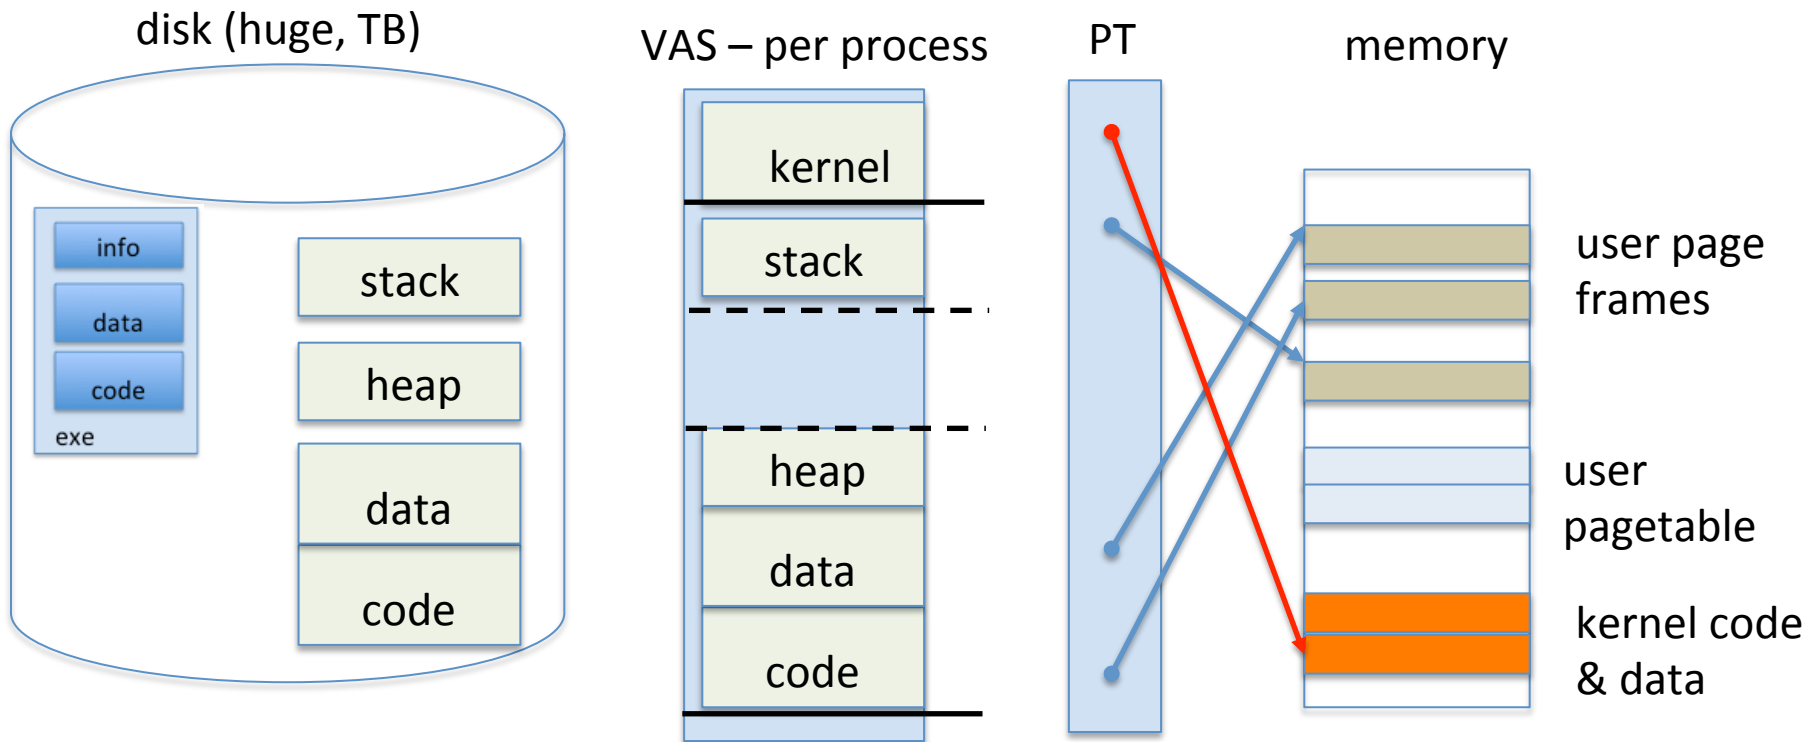 disk (huge, TB)
info
data
code
exe
stack
heap
data
code
VAS – per process
kernel
stack
heap
data
code
PT
memory
user page
frames
user
pagetable
kernel code
& data